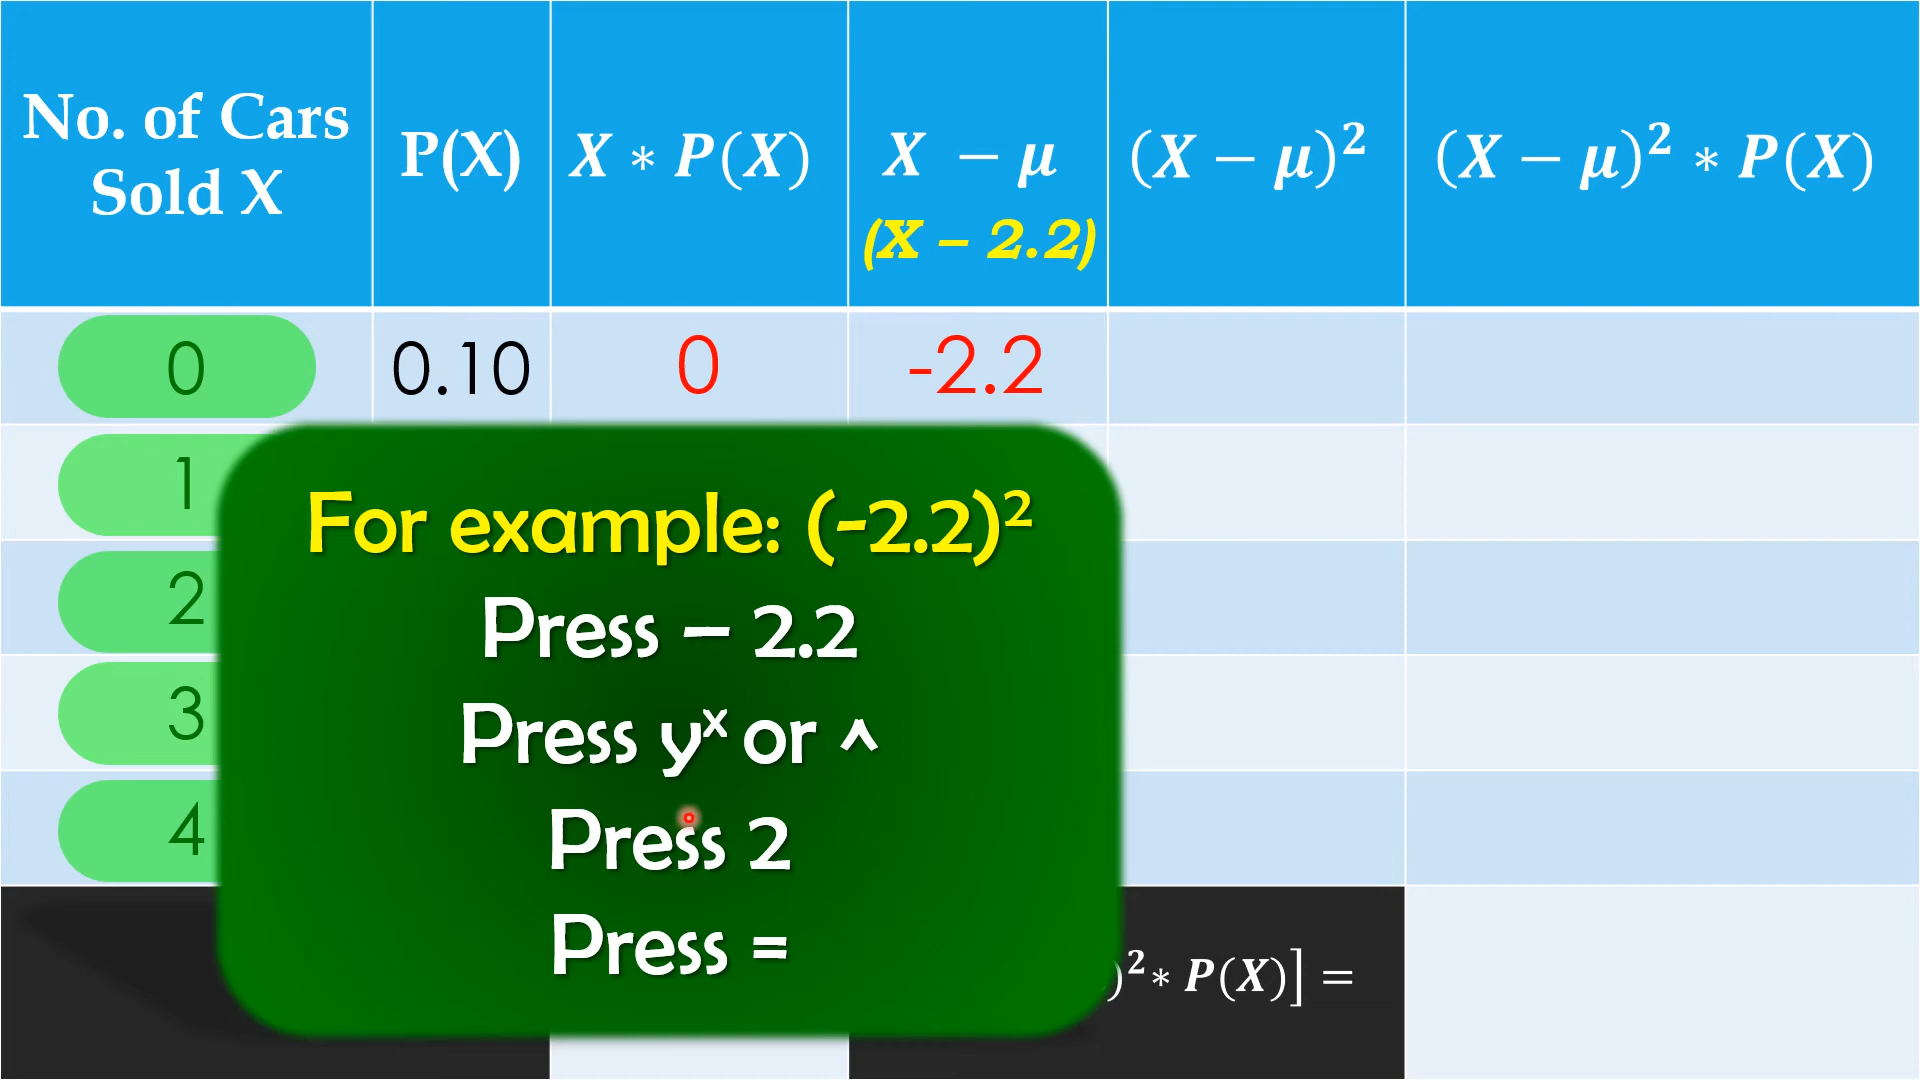 No. of Cars
Sold X
P(X)
X ∗ P(X)
X − μ
(X – 2.2)
(X − μ)²
(X − μ)² ∗ P(X)
0
0.10
0
-2.2
1
2
3
4
For example: (-2.2)²
Press – 2.2
Press yˣ or ^
Press 2
Press =
)² ∗ P(X)] =